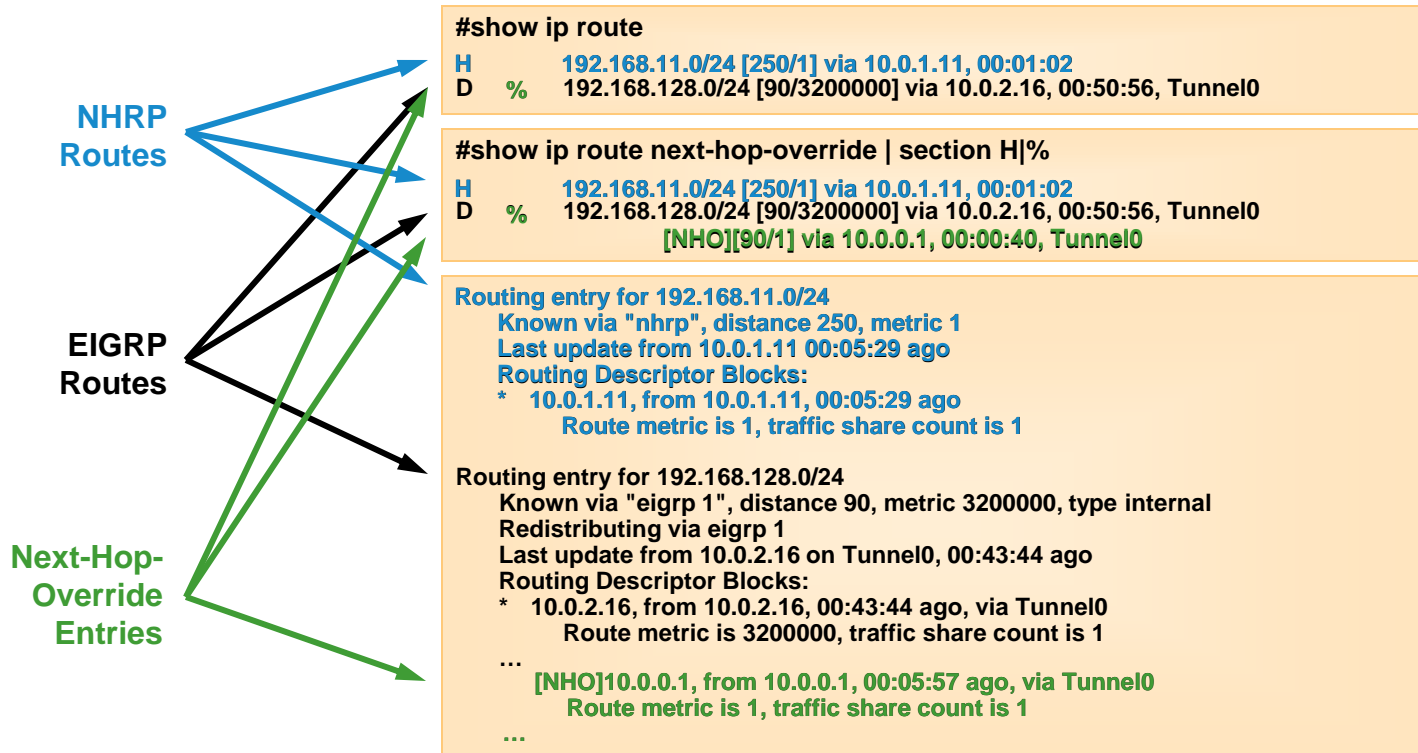 NHRP
Routes
EIGRP
Routes
Next-Hop-
Override
Entries
#show ip route
H 192.168.11.0/24 [250/1] via 10.0.1.11, 00:01:02
D % 192.168.128.0/24 [90/3200000] via 10.0.2.16, 00:50:56, Tunnel0
#show ip route next-hop-override | section H|%
H 192.168.11.0/24 [250/1] via 10.0.1.11, 00:01:02
D % 192.168.128.0/24 [90/3200000] via 10.0.2.16, 00:50:56, Tunnel0
[NHO][90/1] via 10.0.0.1, 00:00:40, Tunnel0
Routing entry for 192.168.11.0/24
Known via "nhrp", distance 250, metric 1
Last update from 10.0.1.11 00:05:29 ago
Routing Descriptor Blocks:
* 10.0.1.11, from 10.0.1.11, 00:05:29 ago
Route metric is 1, traffic share count is 1
Routing entry for 192.168.128.0/24
Known via "eigrp 1", distance 90, metric 3200000, type internal
Redistributing via eigrp 1
Last update from 10.0.2.16 on Tunnel0, 00:43:44 ago
Routing Descriptor Blocks:
* 10.0.2.16, from 10.0.2.16, 00:43:44 ago, via Tunnel0
Route metric is 3200000, traffic share count is 1
…
[NHO]10.0.0.1, from 10.0.0.1, 00:05:57 ago, via Tunnel0
Route metric is 1, traffic share count is 1
…